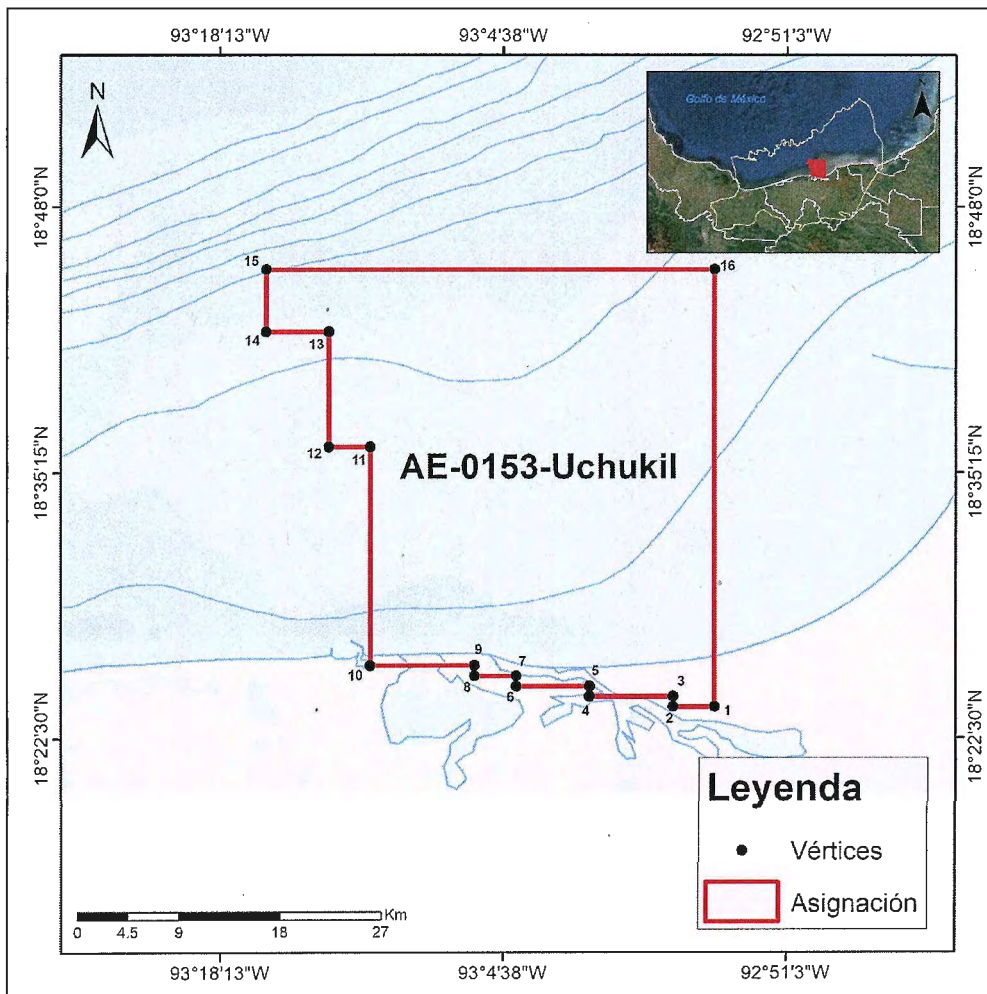 93°18'13"W 93°4'38"W 92°51'3"W
N
Golfo de México
N
18°48'0"N 18°48'0"N
15 16
14 13
12 11
AE-0153-Uchukil
18°35'15"N 18°35'15"N
9
10 8 7 5
6 4 3
2 1
18°22'30"N 18°22'30"N
Leyenda
Vértices
Asignación
Km
0 4.5 9 18 27
93°18'13"W 93°4'38"W 92°51'3"W